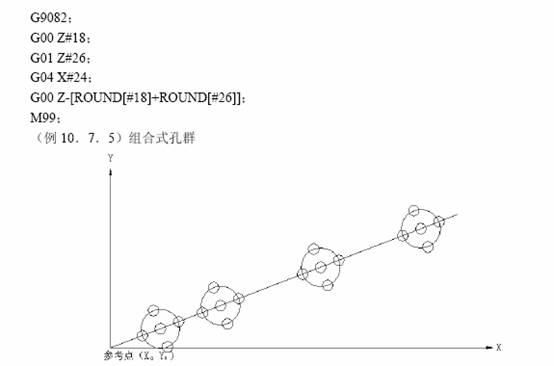 G9082；
G00 Z#18；
G01 Z#26；
G04 X#24；
G00 Z-[ROUND[#18]+ROUND[#26]]；
M99；
（例 10．7．5）组合式孔群
Y
X
参考点（X₀ Y₀）